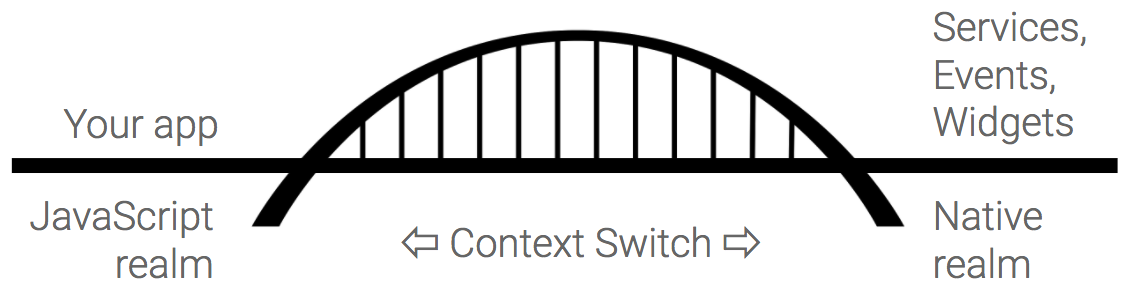 Your app
JavaScript
realm
⇦ Context Switch ⇨
Services,
Events,
Widgets
Native
realm